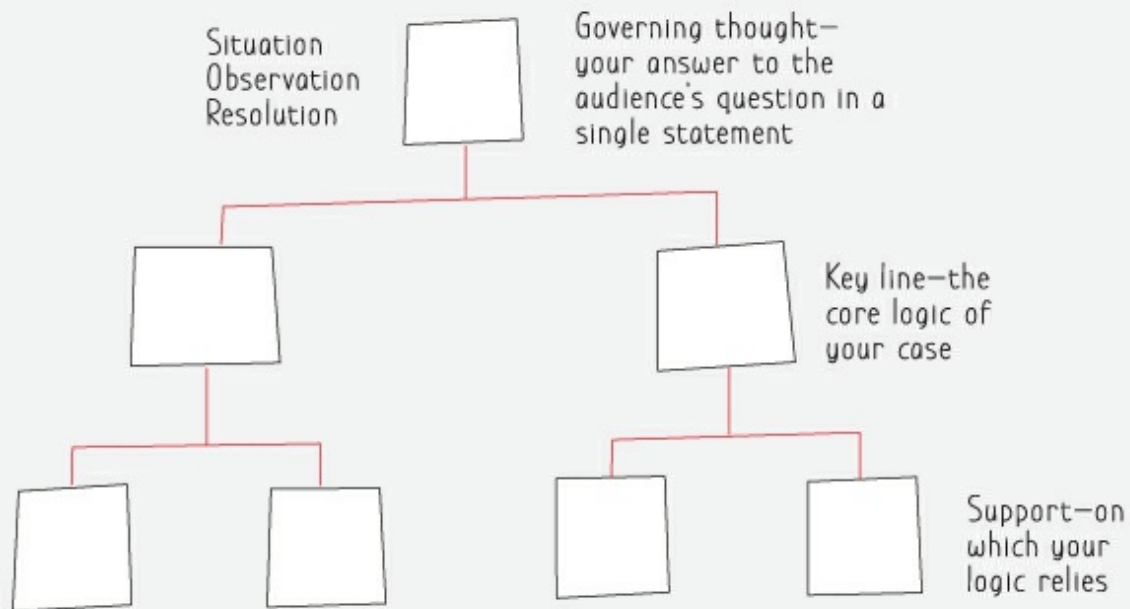 Situation
Observation
Resolution
Governing thought—
your answer to the
audience's question in a
single statement
Key line—the
core logic of
your case
Support—on
which your
logic relies